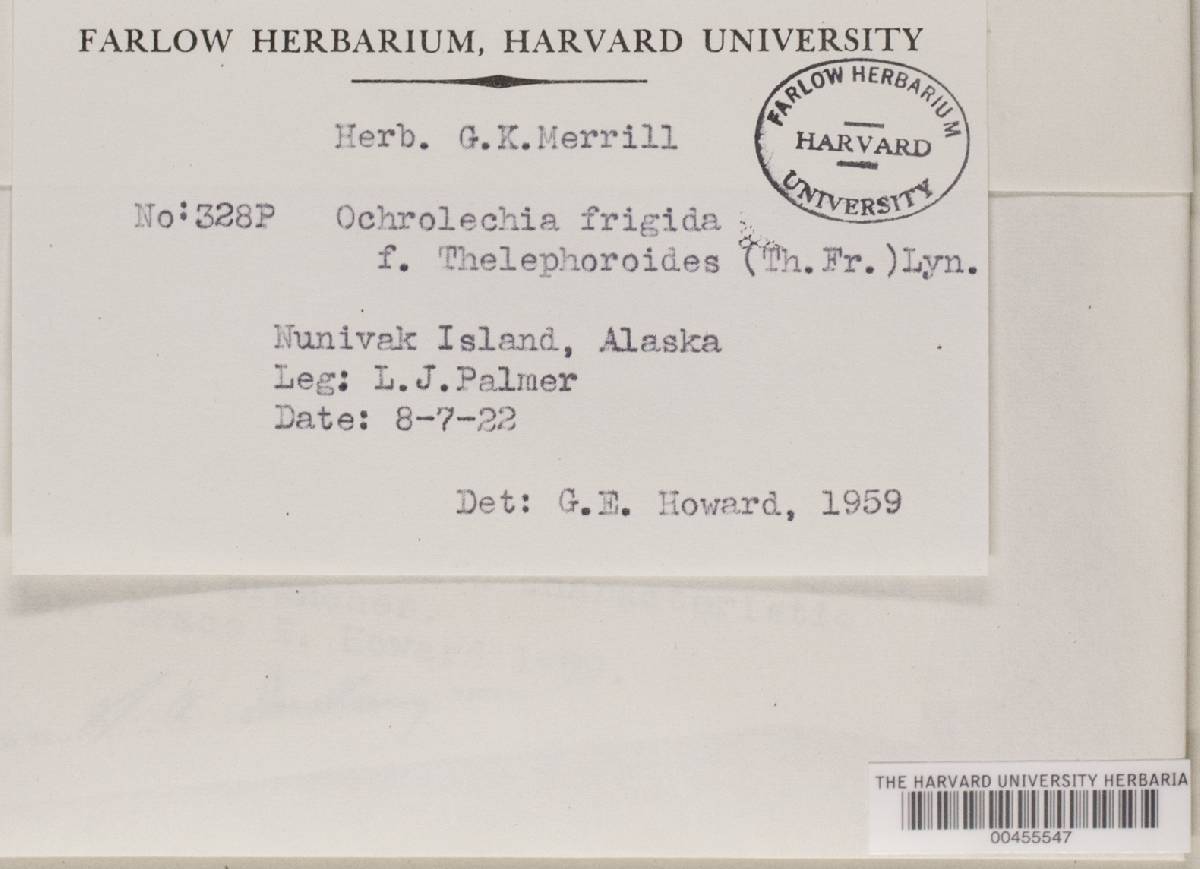 FARLOW HERBARIUM, HARVARD UNIVERSITY
FARLOW HERBARIUM
HARVARD
UNIVERSITY
Herb. G.K.Merrill
No:328P Ochrolechia frigida
f. Thelephoroides (Th.Fr.)Lyn.
Nunivak Island, Alaska
Leg: L.J.Palmer
Date: 8-7-22
Det: G.E. Howard, 1959
THE HARVARD UNIVERSITY HERBARIA
00455547